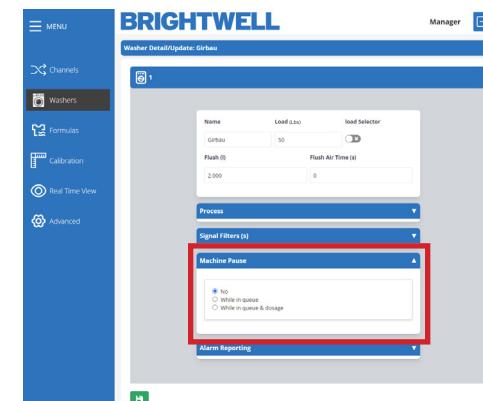 MENU
BRIGHTWELL
Manager
Washer Detail/Update: Girbau
Channels
1
Washers
Formulas
Name Load (Lbs) load Selector
Girbau 50
Calibration
Flush (l) Flush Air Time (s)
2.000 0
Real Time View
Process
Advanced
Signal Filters (s)
Machine Pause
No
While in queue
While in queue & dosage
Alarm Reporting